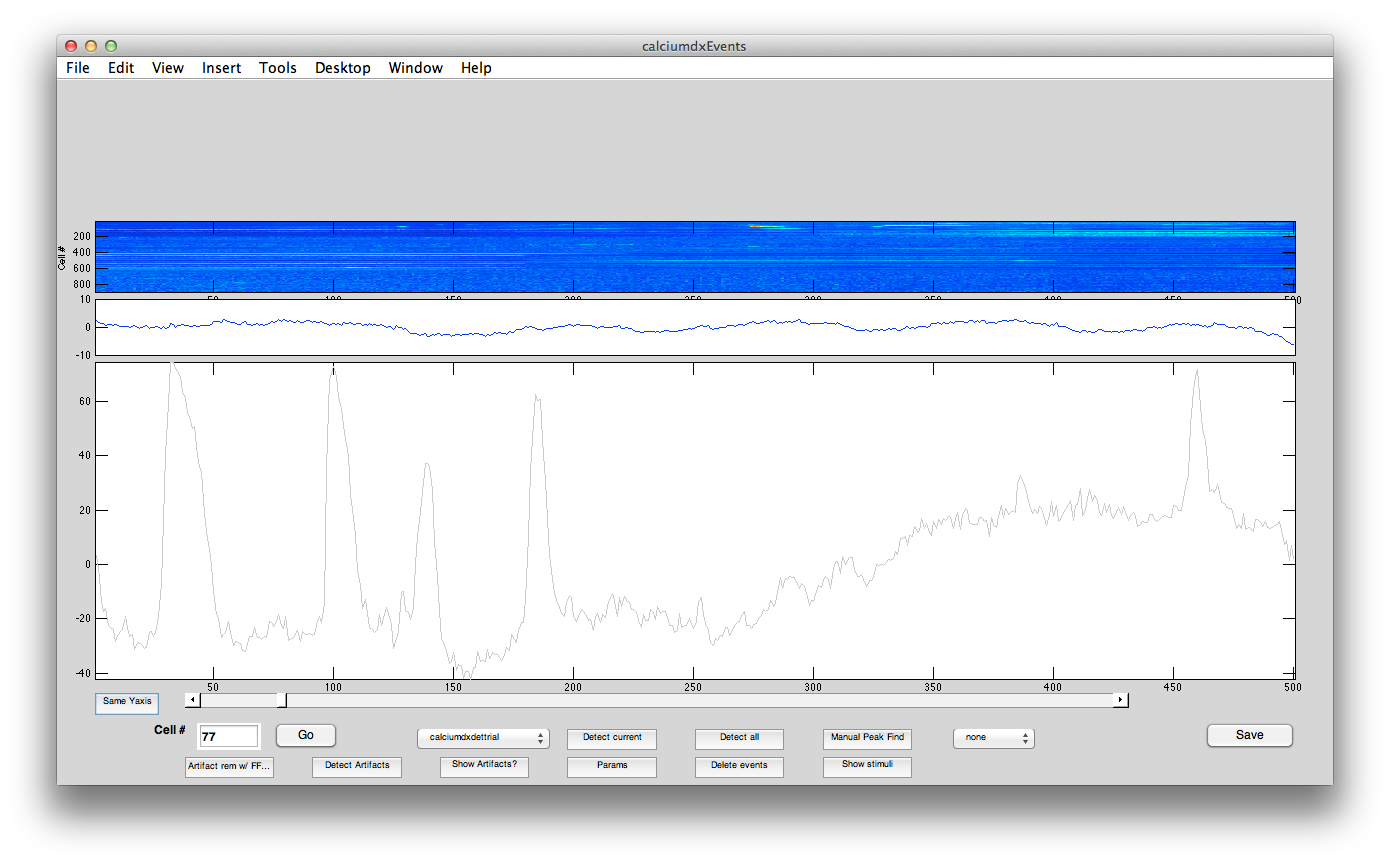 calciumdxEvents
File Edit View Insert Tools Desktop Window Help
Cell #
200
400
600
800
50 100 150 200 250 300 350 400 450 500
10
0
-10
60
40
20
0
-20
-40
50 100 150 200 250 300 350 400 450 500
Same Yaxis
Cell # 77 Go calciumdxdettrial Detect current Detect all Manual Peak Find none Save
Artifact rem w/ FF... Detect Artifacts Show Artifacts? Params Delete events Show stimuli